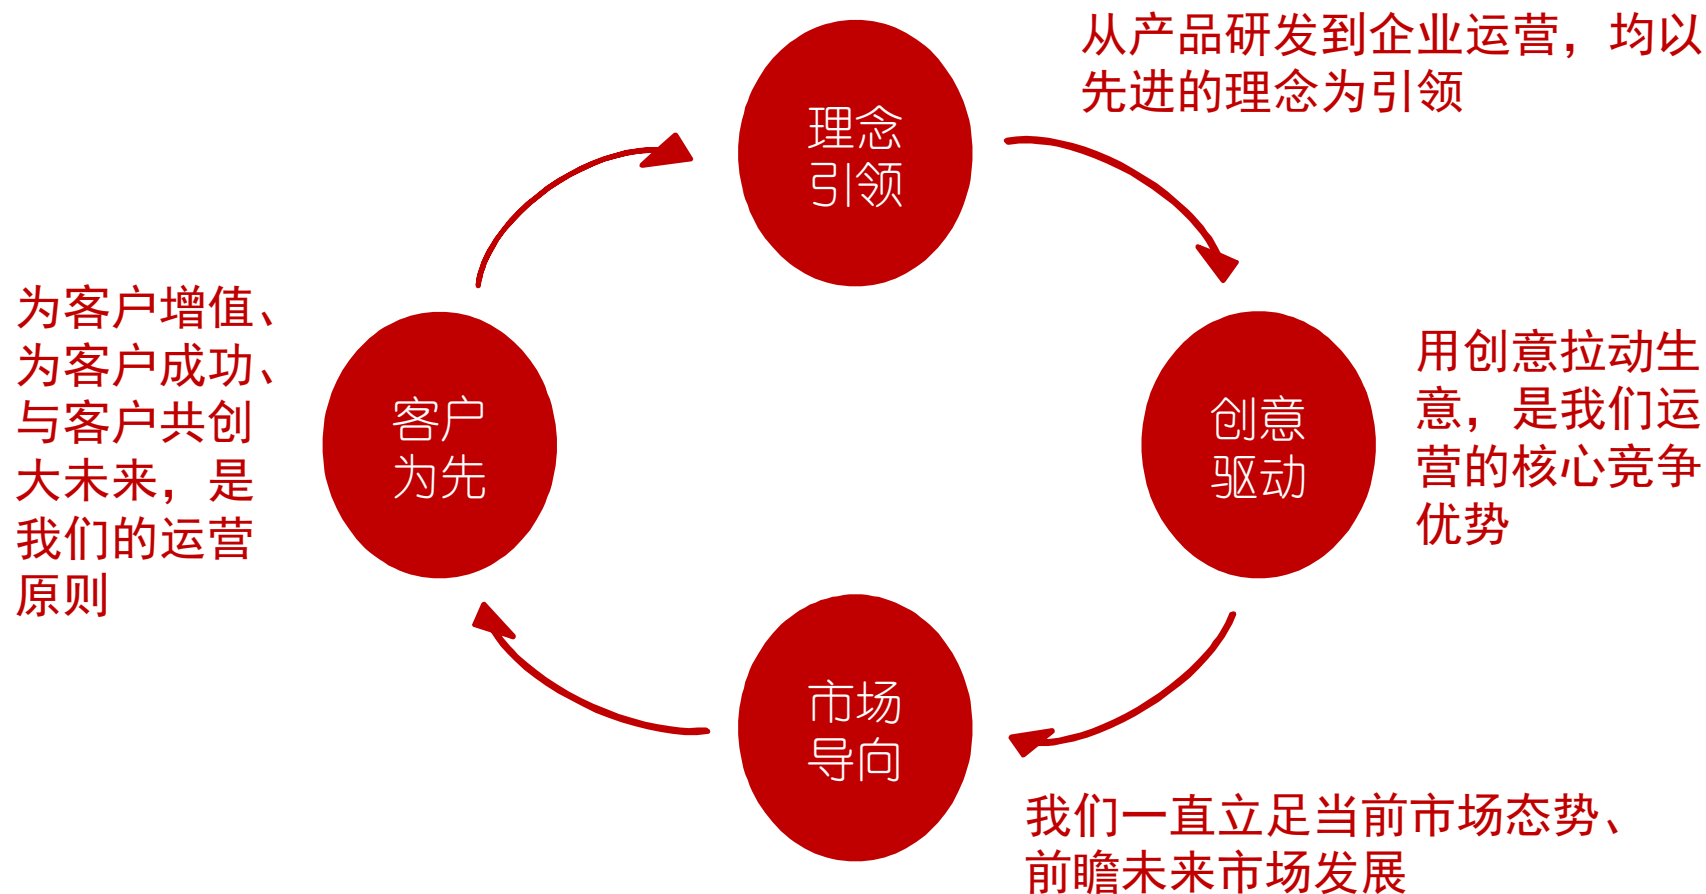 从产品研发到企业运营，均以
先进的理念为引领
理念
引领
用创意拉动生
意，是我们运
营的核心竞争
优势
创意
驱动
我们一直立足当前市场态势、
前瞻未来市场发展
市场
导向
为客户增值、
为客户成功、
与客户共创
大未来，是
我们的运营
原则
客户
为先